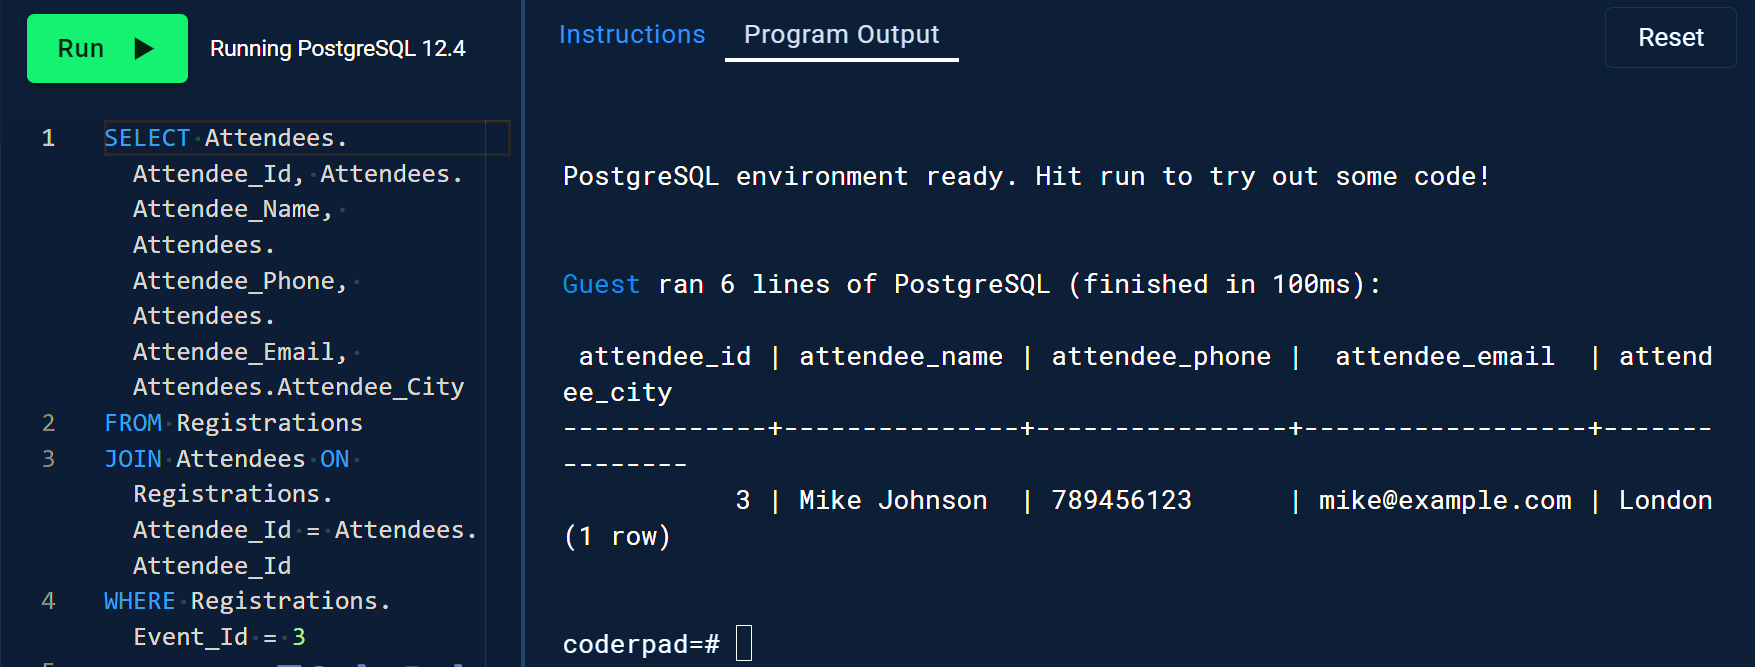 Run
Running PostgreSQL 12.4
Instructions
Program Output
Reset
1
SELECT Attendees.
Attendee_Id, Attendees.
Attendee_Name,
Attendees.
Attendee_Phone,
Attendees.
Attendee_Email,
Attendees.Attendee_City
2 FROM Registrations
3 JOIN Attendees ON
Registrations.
Attendee_Id = Attendees.
Attendee_Id
4 WHERE Registrations.
Event_Id = 3
PostgreSQL environment ready. Hit run to try out some code!
Guest ran 6 lines of PostgreSQL (finished in 100ms):
attendee_id | attendee_name | attendee_phone |  attendee_email  | attend
ee_city
-------------+---------------+----------------+------------------+-------
--------
3 | Mike Johnson  | 789456123      | mike@example.com | London
(1 row)
coderpad=#